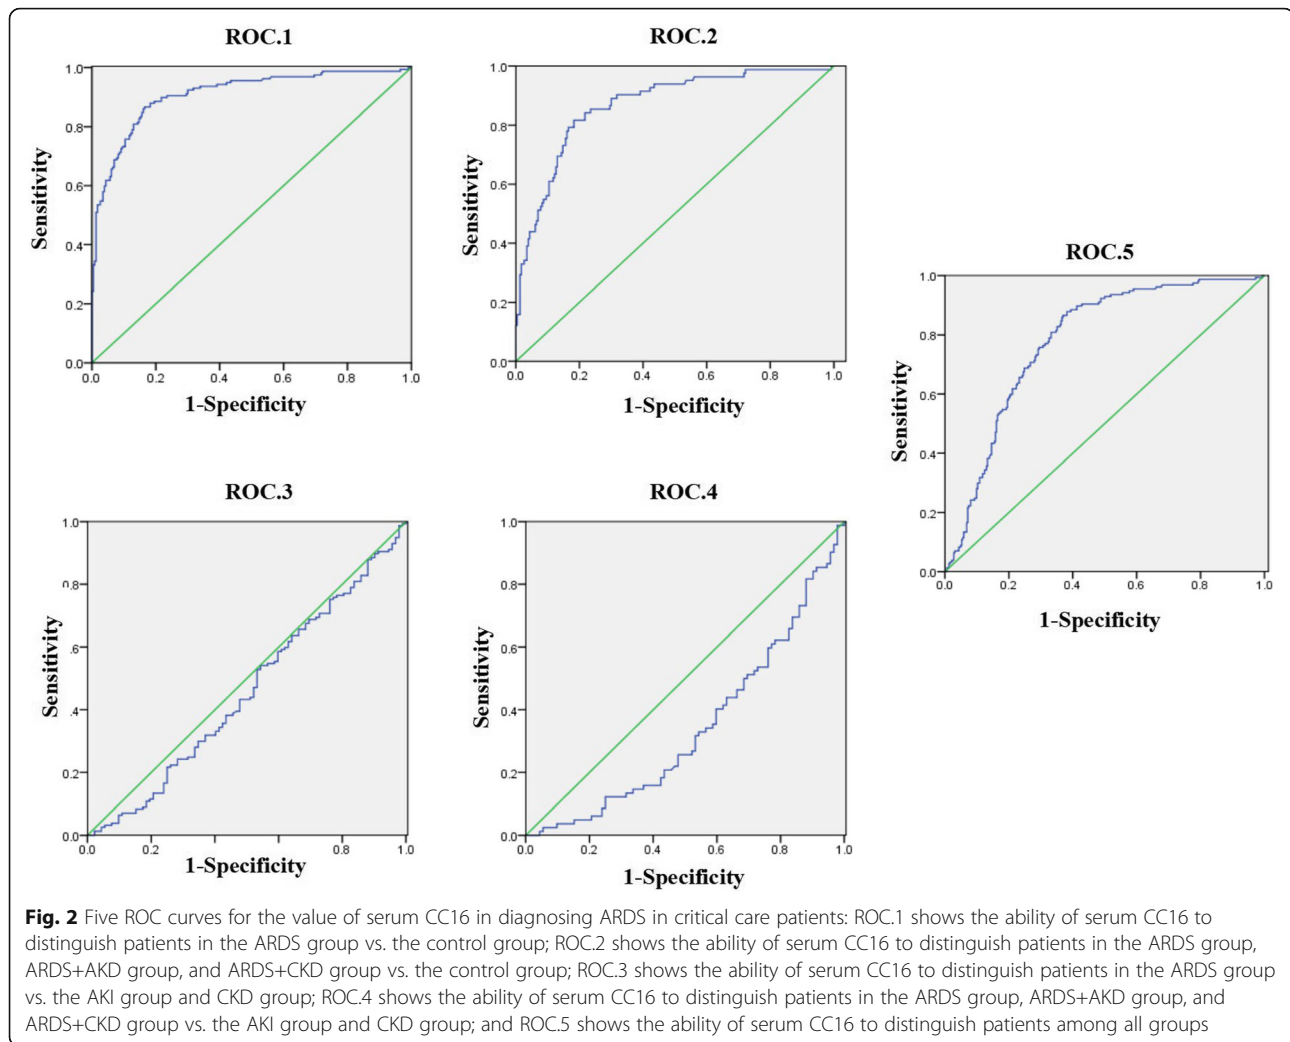 ROC.1
1.0
0.8
0.6
0.4
0.2
0.0
Sensitivity
0.0 0.2 0.4 0.6 0.8 1.0
1-Specificity
ROC.2
1.0
0.8
0.6
0.4
0.2
0.0
Sensitivity
0.0 0.2 0.4 0.6 0.8 1.0
1-Specificity
ROC.5
1.0
0.8
0.6
0.4
0.2
0.0
Sensitivity
0.0 0.2 0.4 0.6 0.8 1.0
1-Specificity
ROC.3
1.0
0.8
.6
.4
0.2
0.0
Sensitivity
0.0 0.2 0.8 1.0
1-Specificity
ROC.4
1.0
0.8
0.6
0.4
0.2
0.0
Sensitivity
0.0 0.2 0.4 0.6 0.8 1.0
1-Specificity
Fig. 2 Five ROC curves for the value of serum CC16 in diagnosing ARDS in critical care patients: ROC.1 shows the ability of serum CC16 to
distinguish patients in the ARDS group vs. the control group; ROC.2 shows the ability of serum CC16 to distinguish patients in the ARDS group,
ARDS+AKD group, and ARDS+CKD group vs. the control group; ROC.3 shows the ability of serum CC16 to distinguish patients in the ARDS group
vs. the AKI group and CKD group; ROC.4 shows the ability of serum CC16 to distinguish patients in the ARDS group, ARDS+AKD group, and
ARDS+CKD group vs. the AKI group and CKD group; and ROC.5 shows the ability of serum CC16 to distinguish patients among all groups